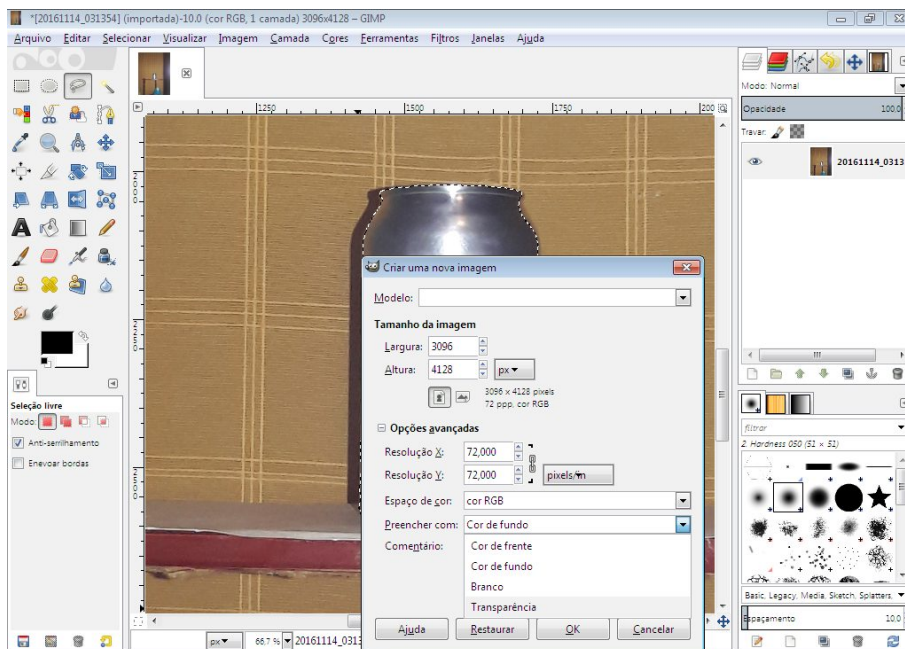 *[20161114_031354] (importada)-10.0 (cor RGB, 1 camada) 3096x4128 – GIMP
Arquivo Editar Selecionar Visualizar Imagem Camada Cores Ferramentas Filtros Janelas Ajuda
Modo: Normal
Opacidade 100,0
Travar:
20161114_0313
1250 1500 1750 200
Criar uma nova imagem
Modelo:
Tamanho da imagem
Largura: 3096
Altura: 4128 px
3096 x 4128 pixels
72 ppp, cor RGB
Opções avançadas
Resolução X: 72,000
Resolução Y: 72,000 pixels/in
Espaço de cor: cor RGB
Preencher com: Cor de fundo
Comentário:
Cor de frente
Cor de fundo
Branco
Transparência
Ajuda Restaurar OK Cancelar
Seleção livre
Modo:
Anti-serrilhamento
Enevoar bordas
filtrar
2. Hardness 050 (51 × 51)
Basic, Legacy, Media, Sketch, Splatters,
Espaçamento 10,0
px 66,7 % 20161114_031